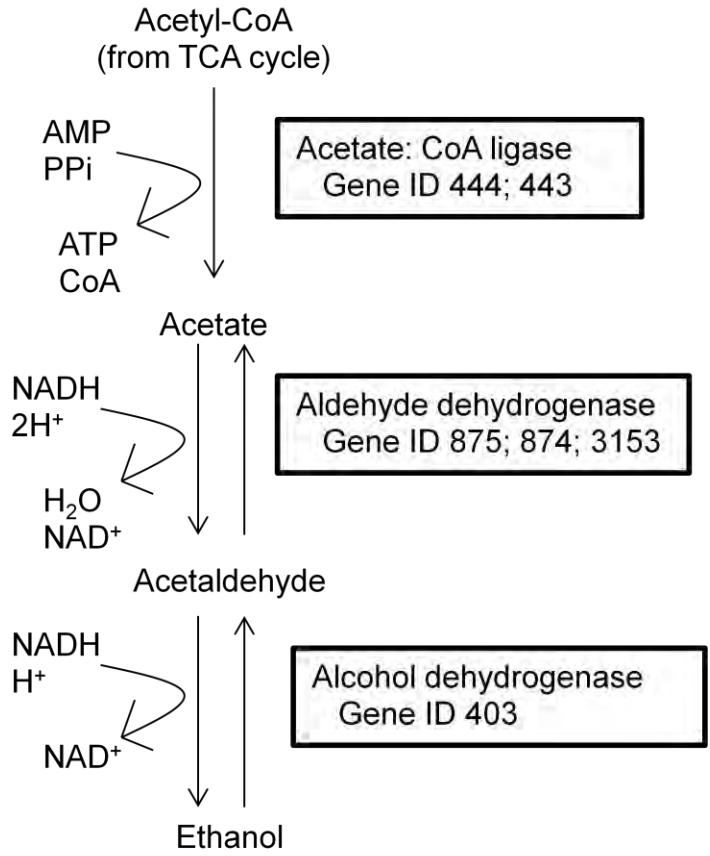 Acetyl-CoA
(from TCA cycle)
AMP
PPi
ATP
CoA
Acetate: CoA ligase
Gene ID 444; 443
Acetate
NADH
2H⁺
H₂O
NAD⁺
Aldehyde dehydrogenase
Gene ID 875; 874; 3153
Acetaldehyde
NADH
H⁺
NAD⁺
Alcohol dehydrogenase
Gene ID 403
Ethanol